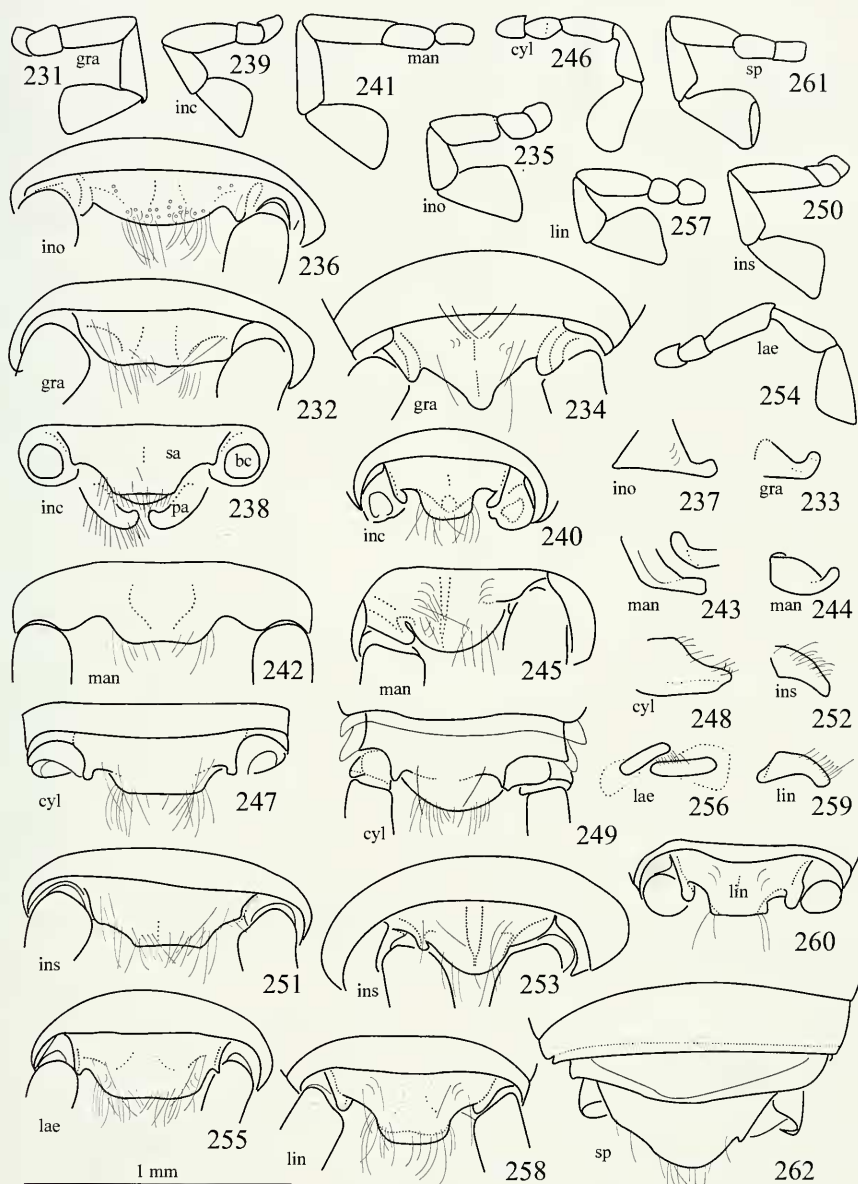 231 gra
239 inc
241 man
cyl 246
sp 261
235 ino
lin 257
250 ins
ino 236
gra 232
gra 234
lae 254
inc sa bc pa 238
inc 240
ino 237
gra 233
man 242
man 245
man 243
man 244
cyl 248
ins 252
cyl 247
cyl 249
lae 256
lin 259
ins 251
ins 253
lin 260
lae 255
lin 258
sp 262
1 mm